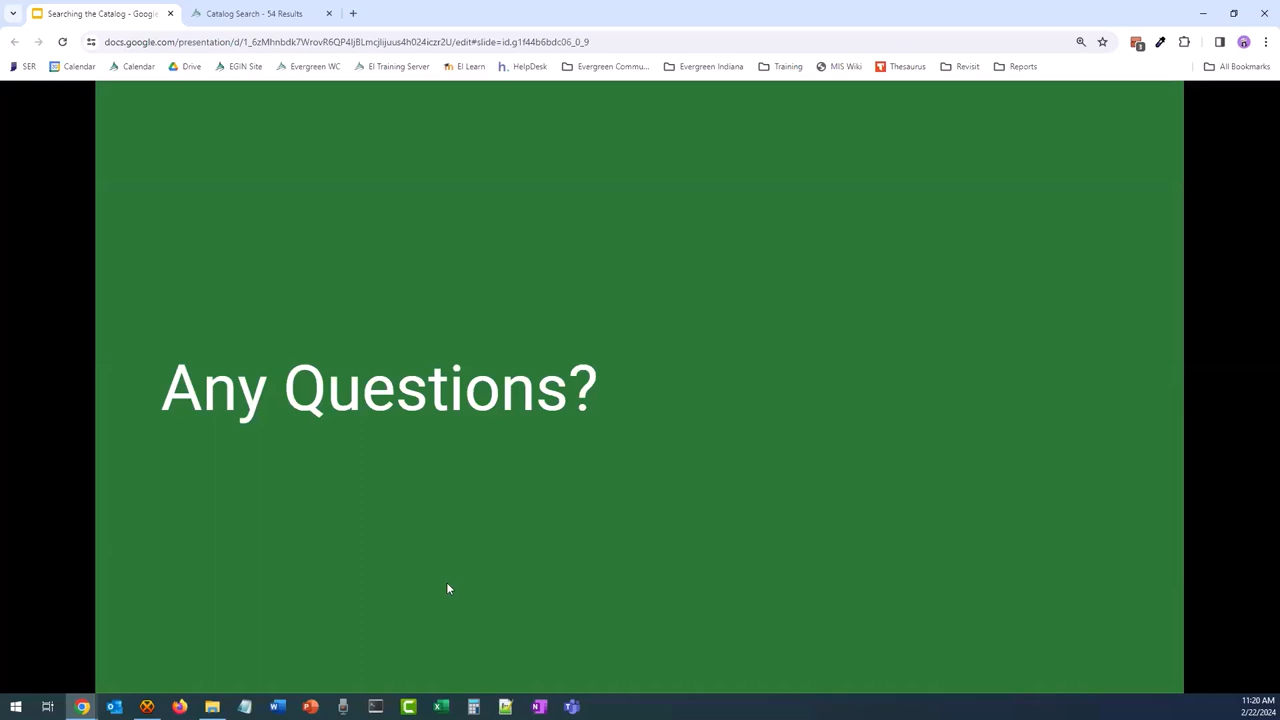 Searching the Catalog - Google
Catalog Search - 54 Results
docs.google.com/presentation/d/1_6zMhnbdk7WrovR6QP4IjBLmcjlijuus4h024iczr2U/edit#slide=id.g1f44b6bdc06_0_9
SER
Calendar
Calendar
Drive
EGIN Site
Evergreen WC
EI Training Server
EI Learn
HelpDesk
Evergreen Commu...
Evergreen Indiana
Training
MIS Wiki
Thesaurus
Revisit
Reports
All Bookmarks
Any Questions?
11:20 AM
2/22/2024